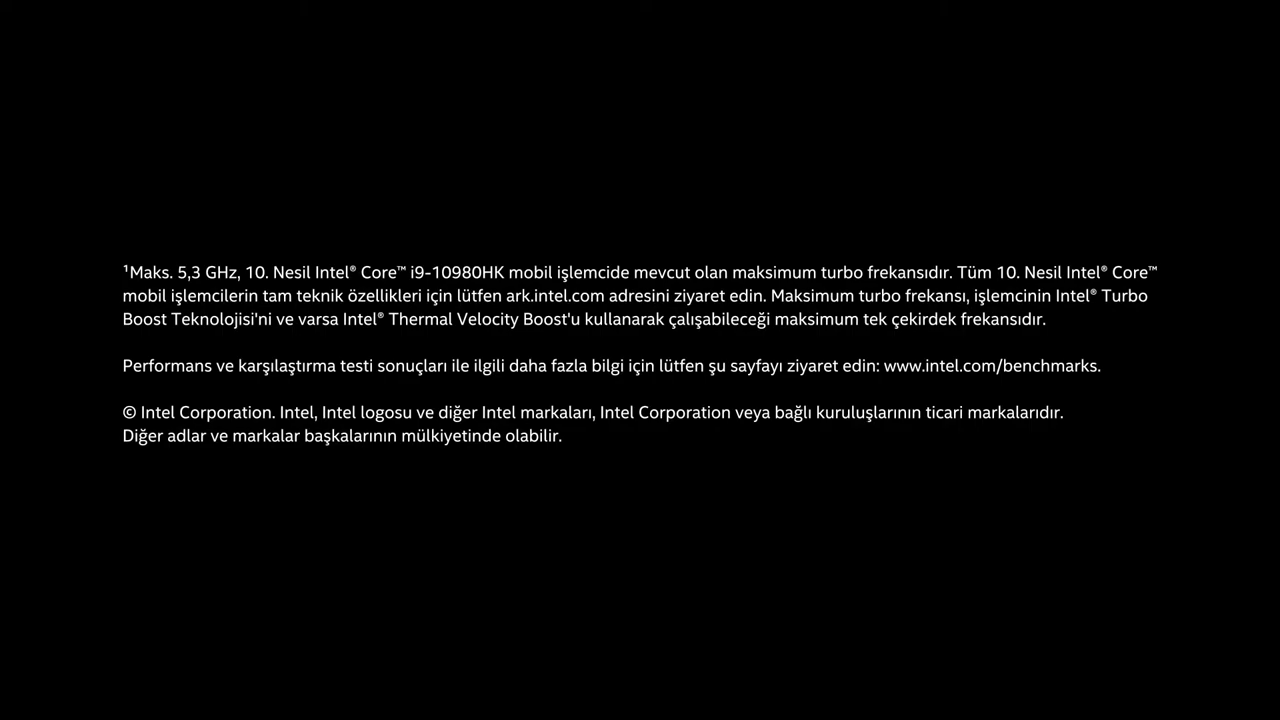 ¹Maks. 5,3 GHz, 10. Nesil Intel® Core™ i9-10980HK mobil işlemcide mevcut olan maksimum turbo frekansıdır. Tüm 10. Nesil Intel® Core™
mobil işlemcilerin tam teknik özellikleri için lütfen ark.intel.com adresini ziyaret edin. Maksimum turbo frekansı, işlemcinin Intel® Turbo
Boost Teknolojisi'ni ve varsa Intel® Thermal Velocity Boost'u kullanarak çalışabileceği maksimum tek çekirdek frekansıdır.
Performans ve karşılaştırma testi sonuçları ile ilgili daha fazla bilgi için lütfen şu sayfayı ziyaret edin: www.intel.com/benchmarks.
© Intel Corporation. Intel, Intel logosu ve diğer Intel markaları, Intel Corporation veya bağlı kuruluşlarının ticari markalarıdır.
Diğer adlar ve markalar başkalarının mülkiyetinde olabilir.